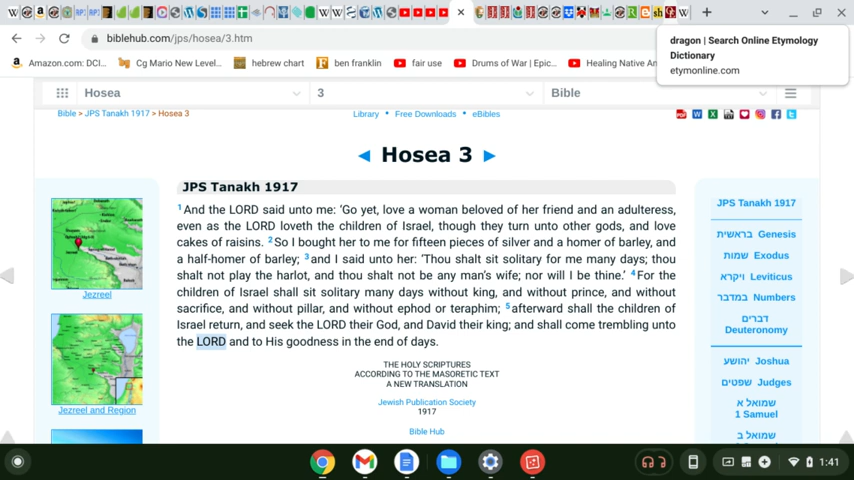 biblehub.com/jps/hosea/3.htm
dragon | Search Online Etymology
Dictionary
etymonline.com
Amazon.com: DCI...
Cg Mario New Level...
hebrew chart
ben franklin
fair use
Drums of War | Epic...
Healing Native An
Hosea
3
Bible
Bible > JPS Tanakh 1917 > Hosea 3
Library • Free Downloads • eBibles
◄ Hosea 3 ►
JPS Tanakh 1917
1 And the LORD said unto me: ‘Go yet, love a woman beloved of her friend and an adulteress,
even as the LORD loveth the children of Israel, though they turn unto other gods, and love
cakes of raisins. 2 So I bought her to me for fifteen pieces of silver and a homer of barley, and
a half-homer of barley; 3 and I said unto her: ‘Thou shalt sit solitary for me many days; thou
shalt not play the harlot, and thou shalt not be any man’s wife; nor will I be thine.’ 4 For the
children of Israel shall sit solitary many days without king, and without prince, and without
sacrifice, and without pillar, and without ephod or teraphim; 5 afterward shall the children of
Israel return, and seek the LORD their God, and David their king; and shall come trembling unto
the LORD and to His goodness in the end of days.
THE HOLY SCRIPTURES
ACCORDING TO THE MASORETIC TEXT
A NEW TRANSLATION
Jewish Publication Society
1917
Bible Hub
Jezreel
Jezreel and Region
JPS Tanakh 1917
בראשית Genesis
שמות Exodus
ויקרא Leviticus
במדבר Numbers
דברים
Deuteronomy
יהושע Joshua
שפטים Judges
שמואל א
1 Samuel
שמואל ב
1:41